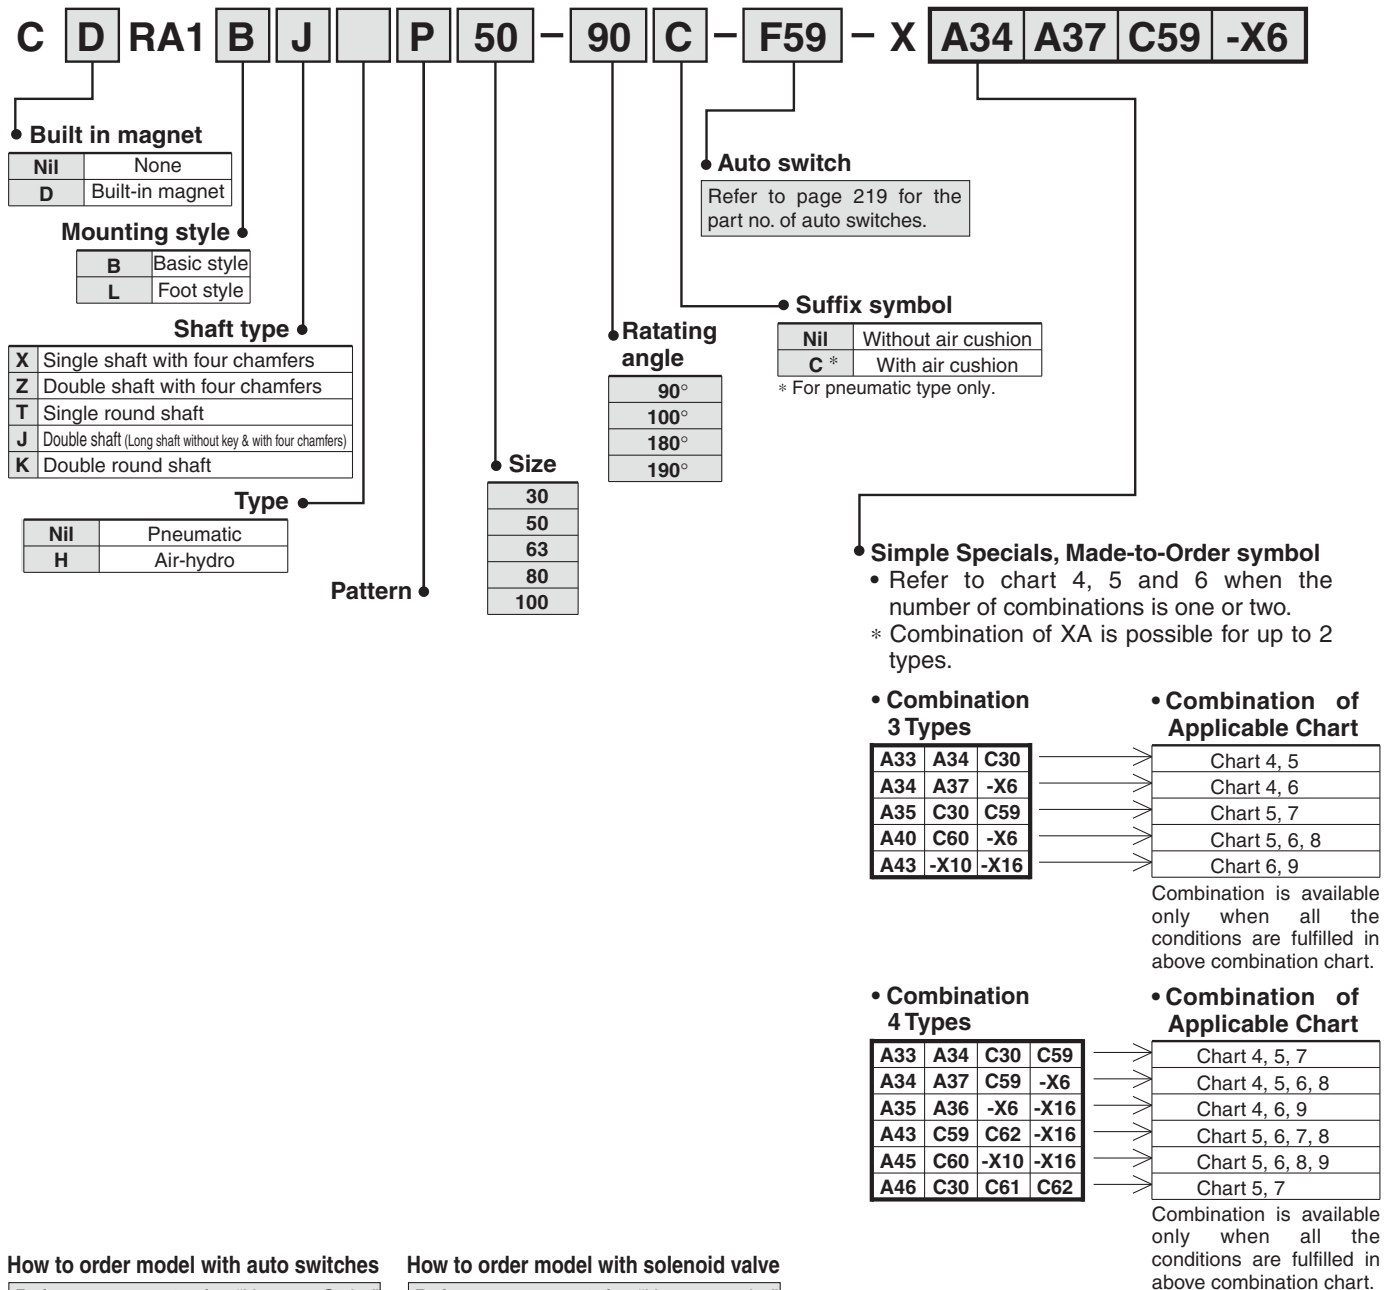 C D RA1 B J P 50 – 90 C – F59 – X A34 A37 C59 -X6
Built in magnet
Nil None
D Built-in magnet
Mounting style
B Basic style
L Foot style
Shaft type
X Single shaft with four chamfers
Z Double shaft with four chamfers
T Single round shaft
J Double shaft (Long shaft without key & with four chamfers)
K Double round shaft
Type
Nil Pneumatic
H Air-hydro
Pattern
Size
30
50
63
80
100
Ratating
angle
90°
100°
180°
190°
Suffix symbol
Nil Without air cushion
C * With air cushion
* For pneumatic type only.
Auto switch
Refer to page 219 for the
part no. of auto switches.
Simple Specials, Made-to-Order symbol
• Refer to chart 4, 5 and 6 when the
number of combinations is one or two.
* Combination of XA is possible for up to 2
types.
• Combination
3 Types
• Combination of
Applicable Chart
A33 A34 C30 Chart 4, 5
A34 A37 -X6 Chart 4, 6
A35 C30 C59 Chart 5, 7
A40 C60 -X6 Chart 5, 6, 8
A43 -X10 -X16 Chart 6, 9
Combination is available
only when all the
conditions are fulfilled in
above combination chart.
• Combination
4 Types
• Combination of
Applicable Chart
A33 A34 C30 C59 Chart 4, 5, 7
A34 A37 C59 -X6 Chart 4, 5, 6, 8
A35 A36 -X6 -X16 Chart 4, 6, 9
A43 C59 C62 -X16 Chart 5, 6, 7, 8
A45 C60 -X10 -X16 Chart 5, 6, 8, 9
A46 C30 C61 C62 Chart 5, 7
Combination is available
only when all the
conditions are fulfilled in
above combination chart.
How to order model with auto switches
How to order model with solenoid valve